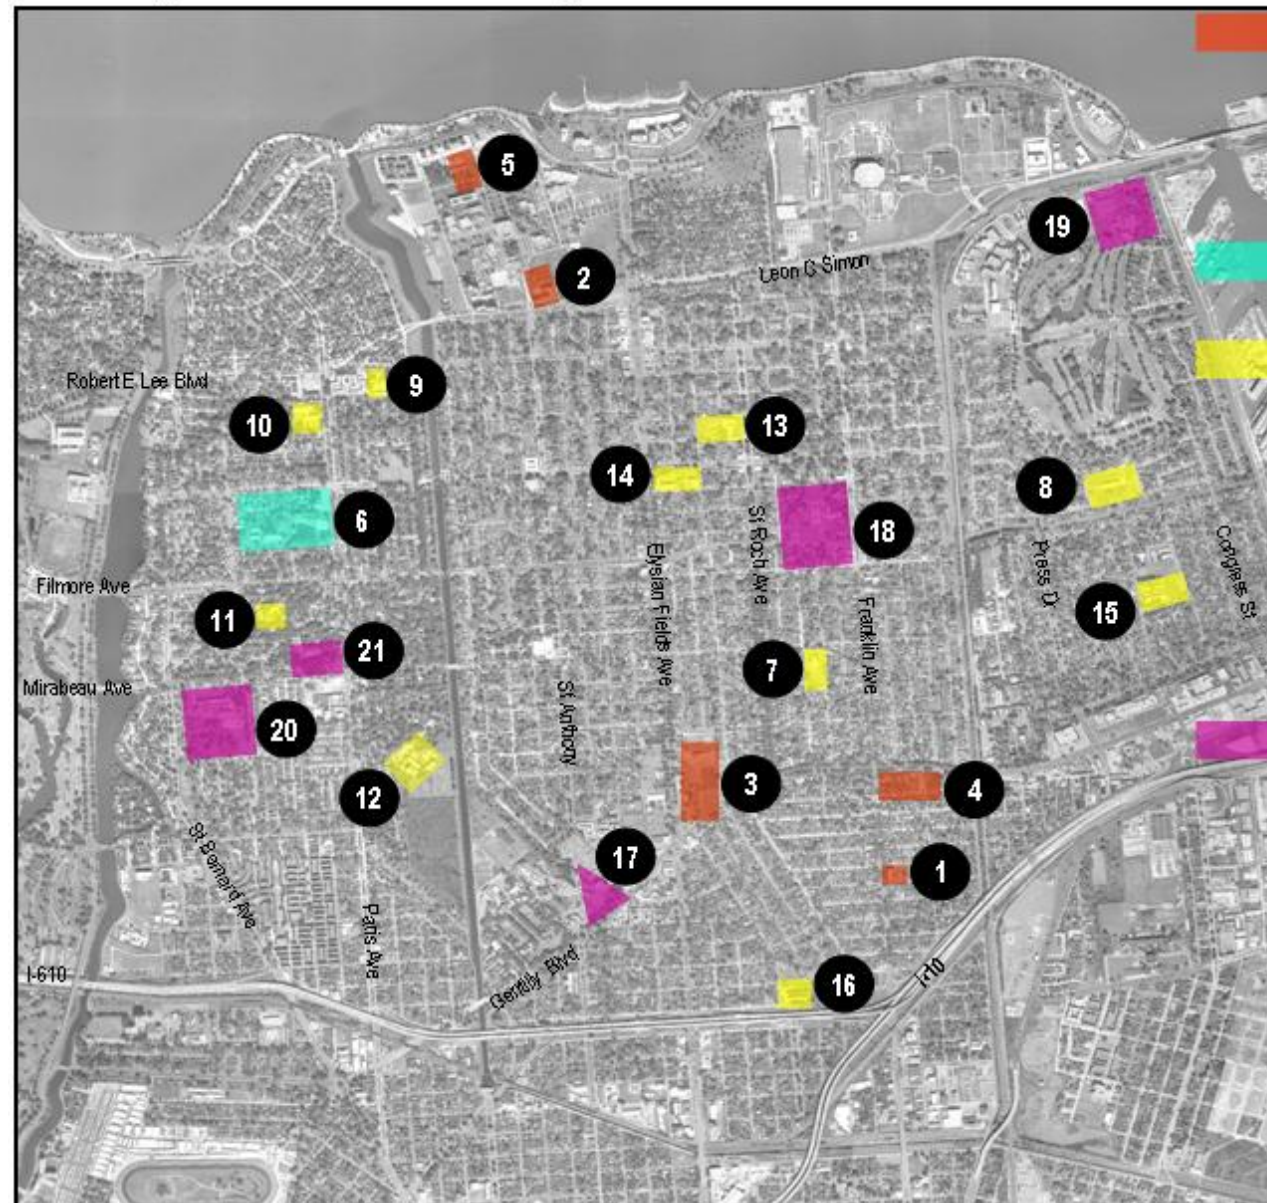 5
19
2
Leon C Simon
9
Robert E Lee Blvd
10
13
14
8
6
18
St Roch Ave
Elysian Fields Ave
Press Dr
Congress St
Filmore Ave
11
15
Franklin Ave
21
7
Mirabeau Ave
St Anthony
20
3
4
12
St Bernard Ave
17
1
Paris Ave
I-610
Gentilly Blvd
I-10
16